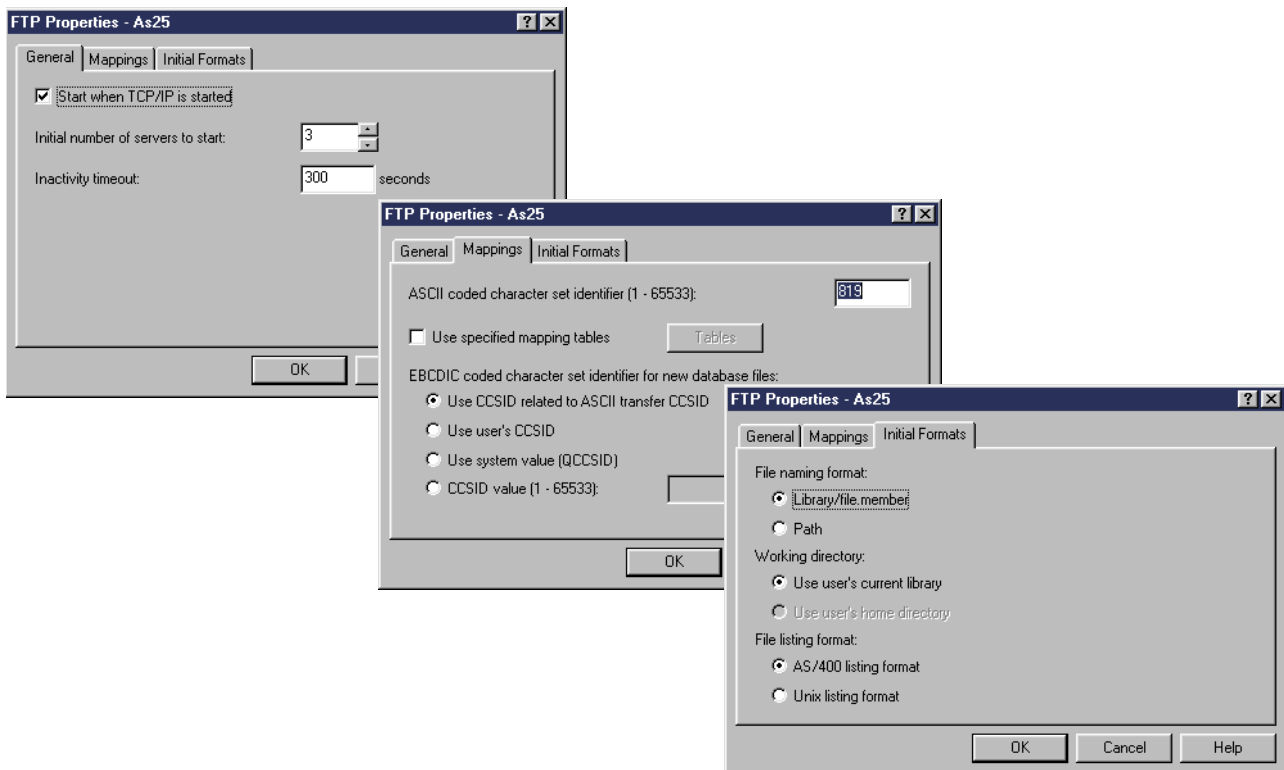 FTP Properties - As25
General Mappings Initial Formats
Start when TCP/IP is started
Initial number of servers to start: 3
Inactivity timeout: 300 seconds
OK
FTP Properties - As25
General Mappings Initial Formats
ASCII coded character set identifier (1 - 65533): 819
Use specified mapping tables Tables
EBCDIC coded character set identifier for new database files:
Use CCSID related to ASCII transfer CCSID
Use user's CCSID
Use system value (QCCSID)
CCSID value (1 - 65533):
OK
FTP Properties - As25
General Mappings Initial Formats
File naming format:
Library/file.member
Path
Working directory:
Use user's current library
Use user's home directory
File listing format:
AS/400 listing format
Unix listing format
OK Cancel Help